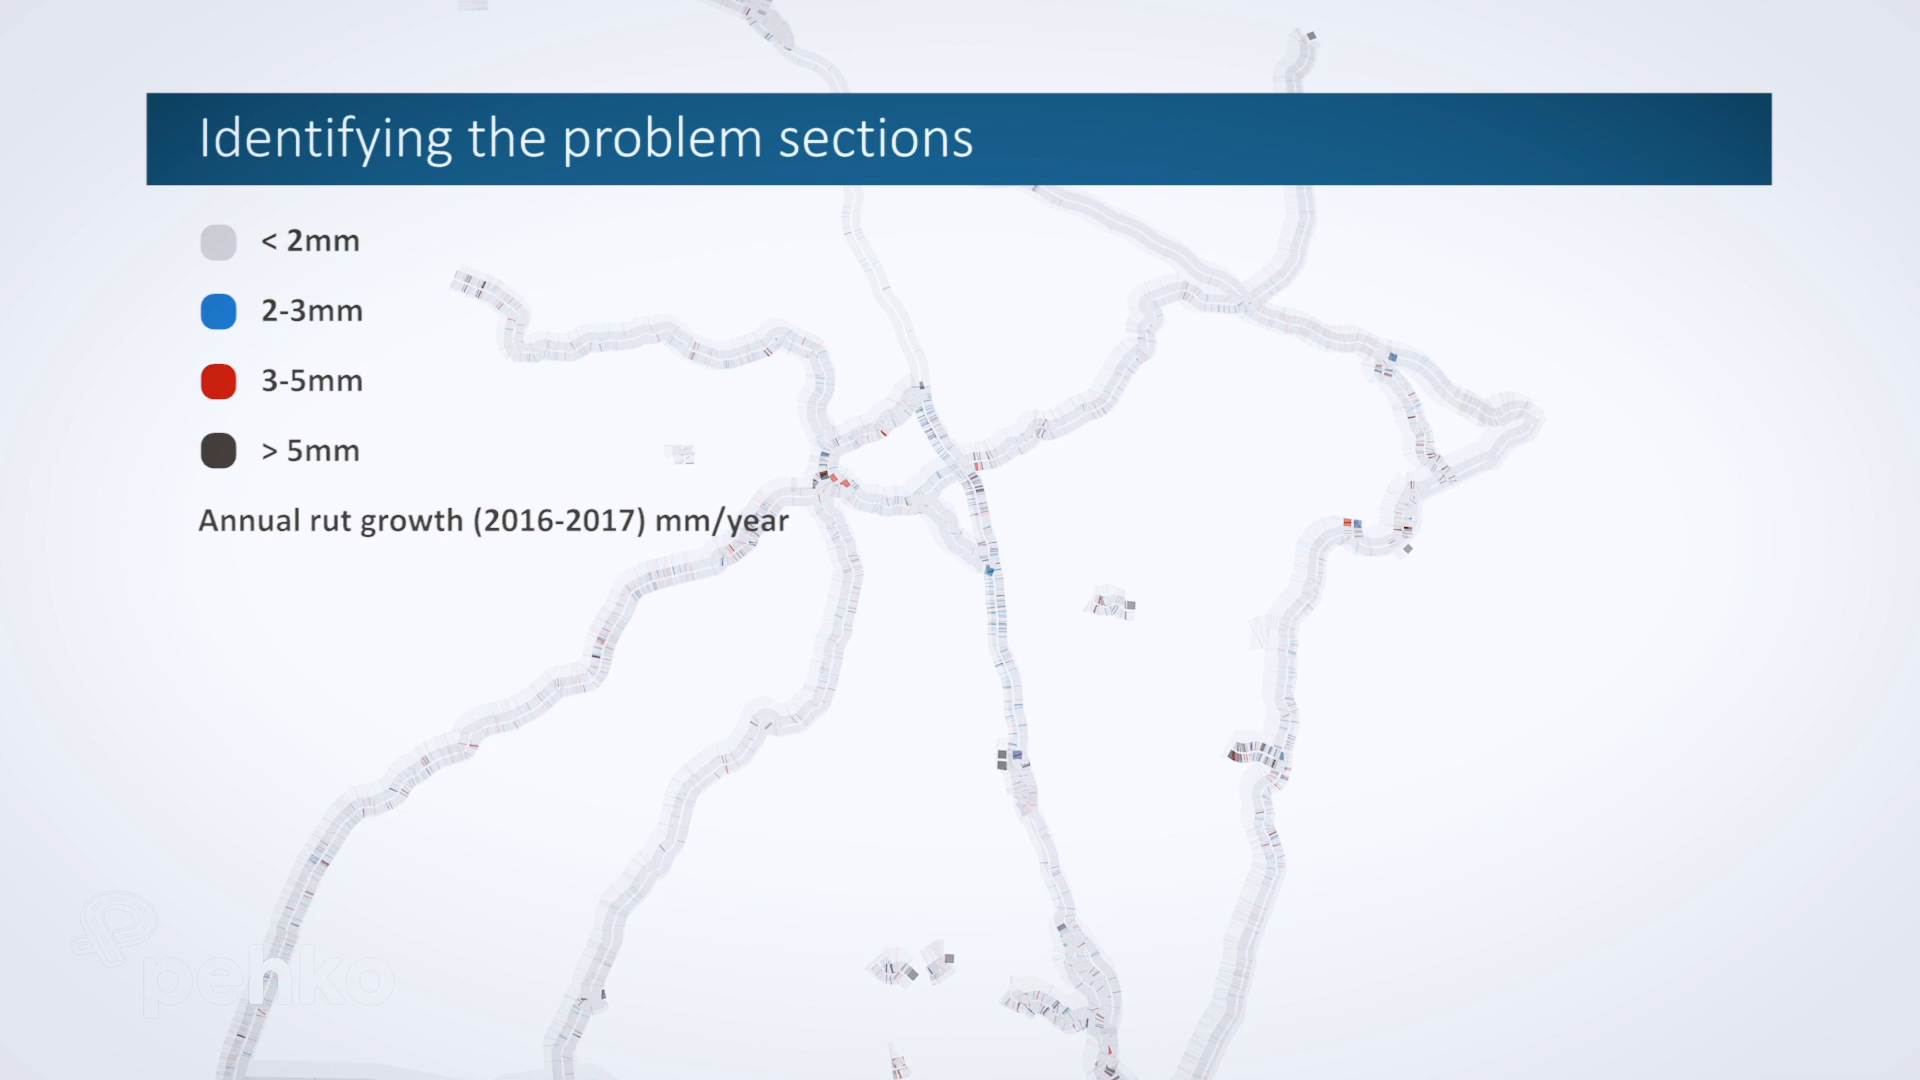 Identifying the problem sections
< 2mm
2-3mm
3-5mm
> 5mm
Annual rut growth (2016-2017) mm/year
pehko